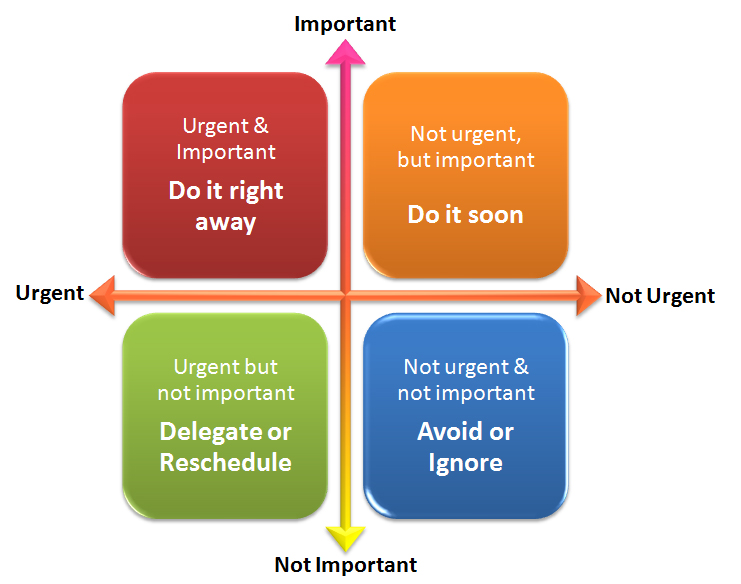 Important
Urgent &
Important
Do it right
away
Not urgent,
but important
Do it soon
Urgent
Not Urgent
Urgent but
not important
Delegate or
Reschedule
Not urgent &
not important
Avoid or
Ignore
Not Important